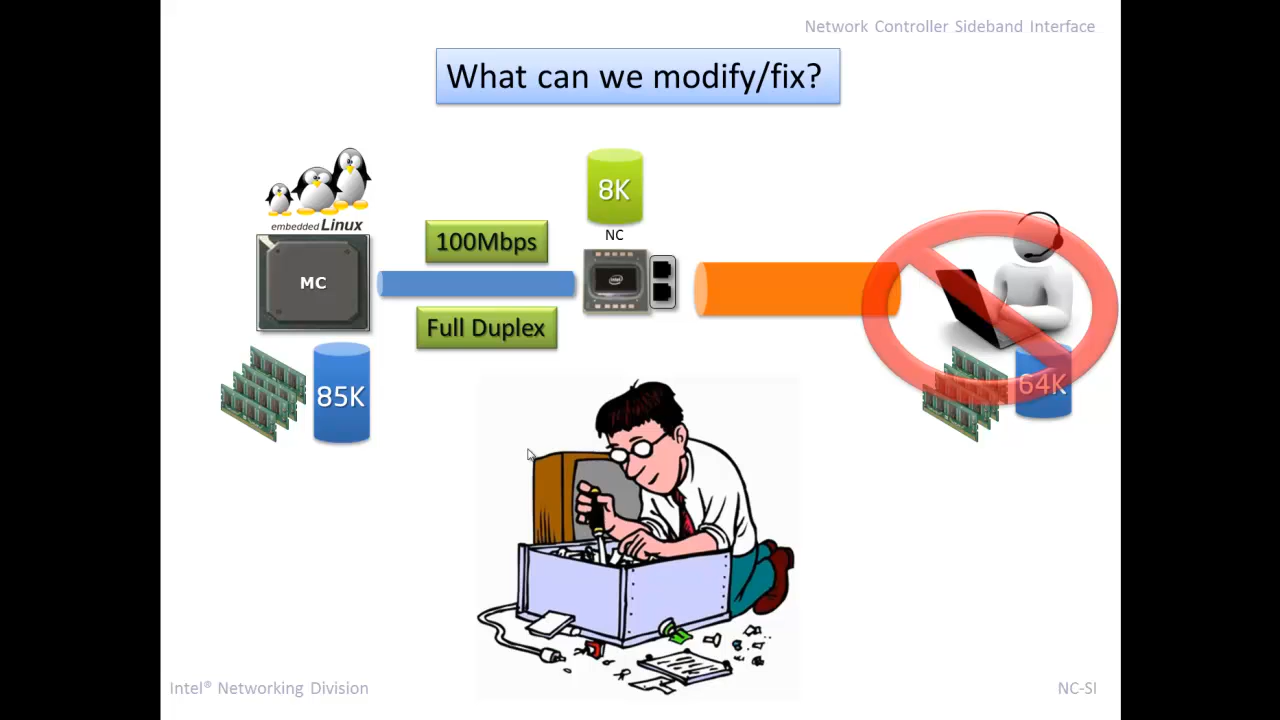 Network Controller Sideband Interface
What can we modify/fix?
8K
embedded Linux
NC
100Mbps
MC
intel
Full Duplex
85K
64K
Intel® Networking Division
NC-SI